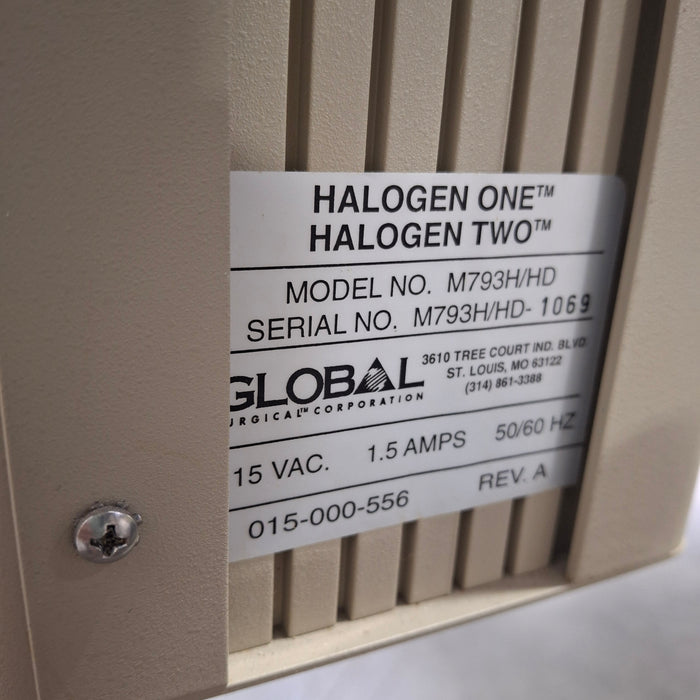 HALOGEN ONE™
HALOGEN TWO™
MODEL NO. M793H/HD
SERIAL NO. M793H/HD- 1069
GLOBAL
URGICAL™ CORPORATION
3610 TREE COURT IND. BLVD.
ST. LOUIS, MO 63122
(314) 861-3388
15 VAC. 1.5 AMPS 50/60 HZ
015-000-556 REV. A